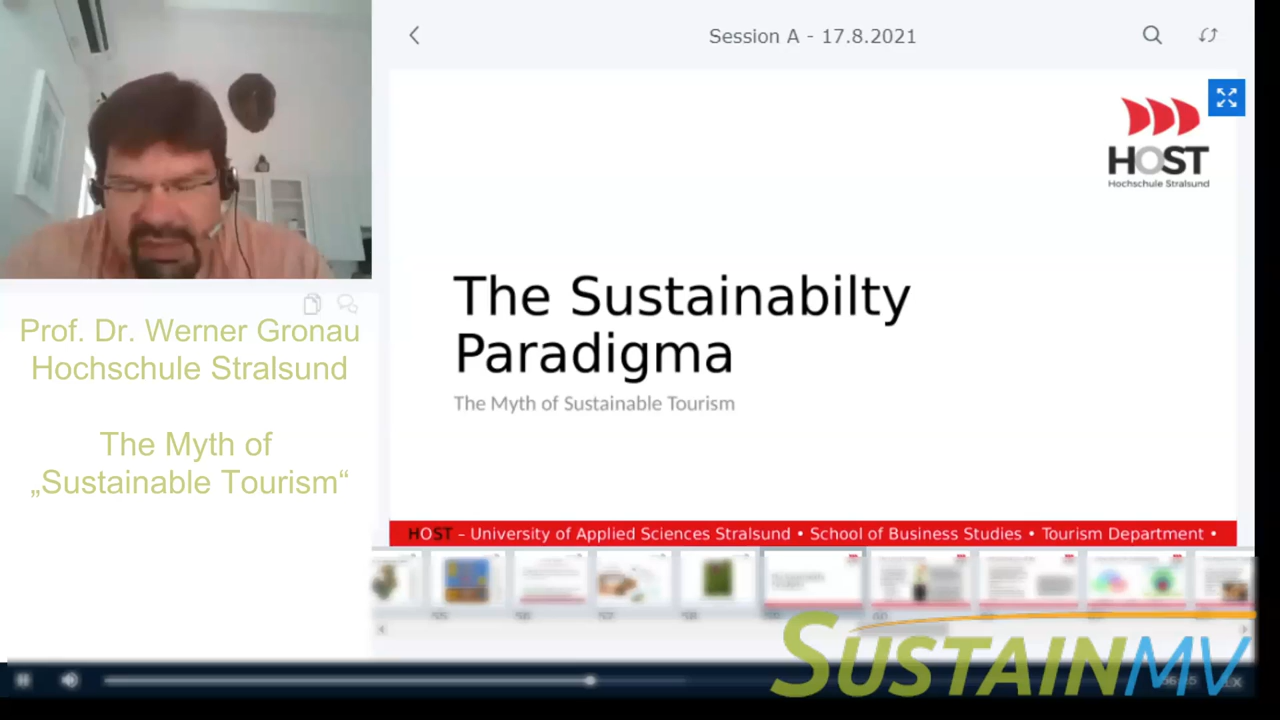 Session A - 17.8.2021
HOST
Hochschule Stralsund
The Sustainabilty
Paradigma
The Myth of Sustainable Tourism
HOST – University of Applied Sciences Stralsund • School of Business Studies • Tourism Department •
Prof. Dr. Werner Gronau
Hochschule Stralsund
The Myth of
„Sustainable Tourism“
SUSTAINMV